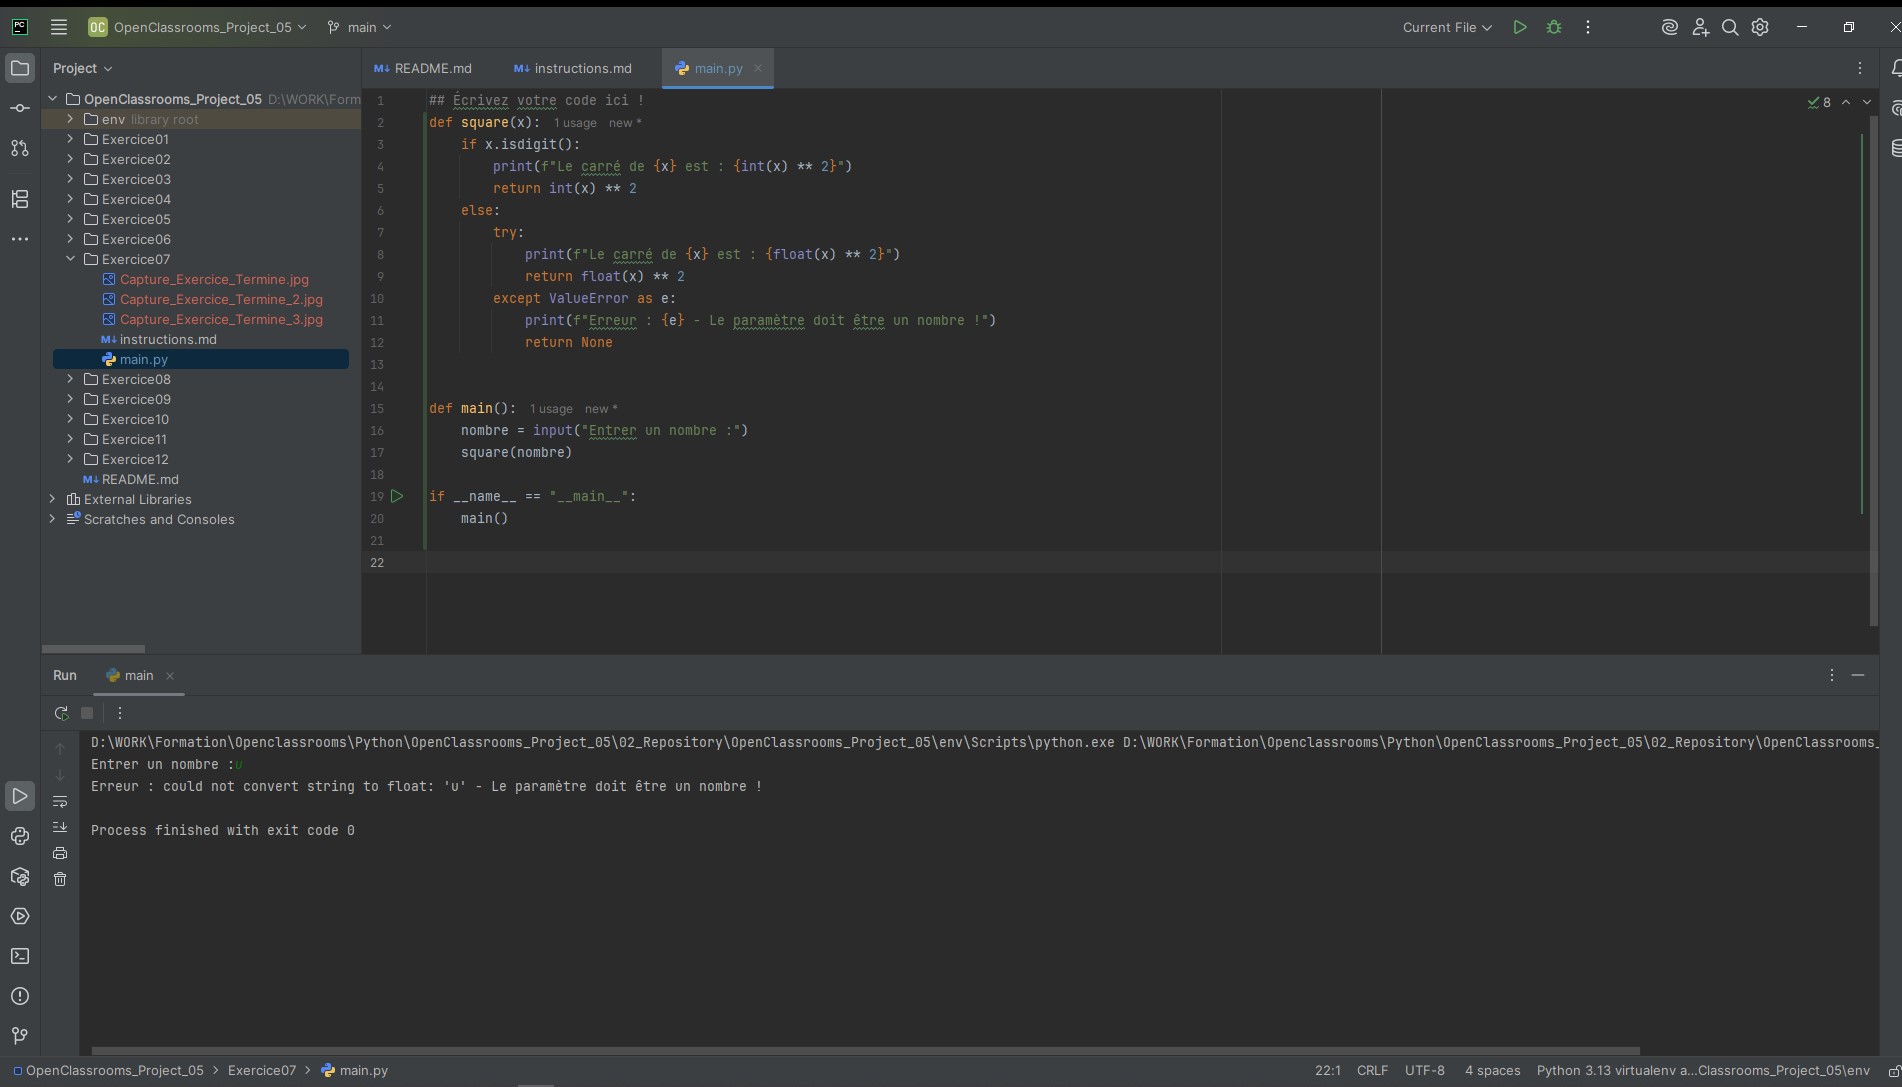 PC
OC OpenClassrooms_Project_05 main Current File
Project README.md instructions.md main.py
OpenClassrooms_Project_05 D:\WORK\Form
env library root
Exercice01
Exercice02
Exercice03
Exercice04
Exercice05
Exercice06
Exercice07
Capture_Exercice_Termine.jpg
Capture_Exercice_Termine_2.jpg
Capture_Exercice_Termine_3.jpg
instructions.md
main.py
Exercice08
Exercice09
Exercice10
Exercice11
Exercice12
README.md
External Libraries
Scratches and Consoles
1 ## Écrivez votre code ici ! 8
2 def square(x): 1 usage new *
3 if x.isdigit():
4 print(f"Le carré de {x} est : {int(x) ** 2}")
5 return int(x) ** 2
6 else:
7 try:
8 print(f"Le carré de {x} est : {float(x) ** 2}")
9 return float(x) ** 2
10 except ValueError as e:
11 print(f"Erreur : {e} - Le paramètre doit être un nombre !")
12 return None
13
14
15 def main(): 1 usage new *
16 nombre = input("Entrer un nombre :")
17 square(nombre)
18
19 if __name__ == "__main__":
20 main()
21
22
Run main
D:\WORK\Formation\Openclassrooms\Python\OpenClassrooms_Project_05\02_Repository\OpenClassrooms_Project_05\env\Scripts\python.exe D:\WORK\Formation\Openclassrooms\Python\OpenClassrooms_Project_05\02_Repository\OpenClassrooms_
Entrer un nombre :u
Erreur : could not convert string to float: 'u' - Le paramètre doit être un nombre !
Process finished with exit code 0
OpenClassrooms_Project_05 > Exercice07 > main.py 22:1 CRLF UTF-8 4 spaces Python 3.13 virtualenv a...Classrooms_Project_05\env